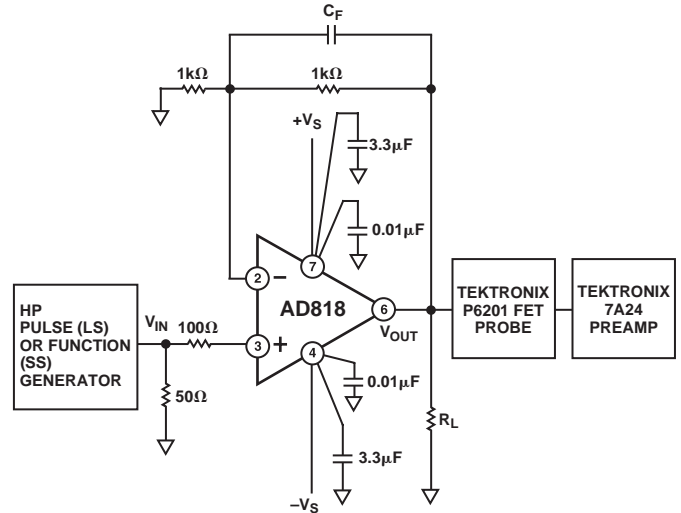 C_F
1kΩ
1kΩ
+V_S
3.3μF
0.01μF
2
–
7
AD818
6
V_OUT
3
+
4
HP
PULSE (LS)
OR FUNCTION
(SS)
GENERATOR
V_IN
100Ω
50Ω
TEKTRONIX
P6201 FET
PROBE
TEKTRONIX
7A24
PREAMP
0.01μF
3.3μF
R_L
–V_S